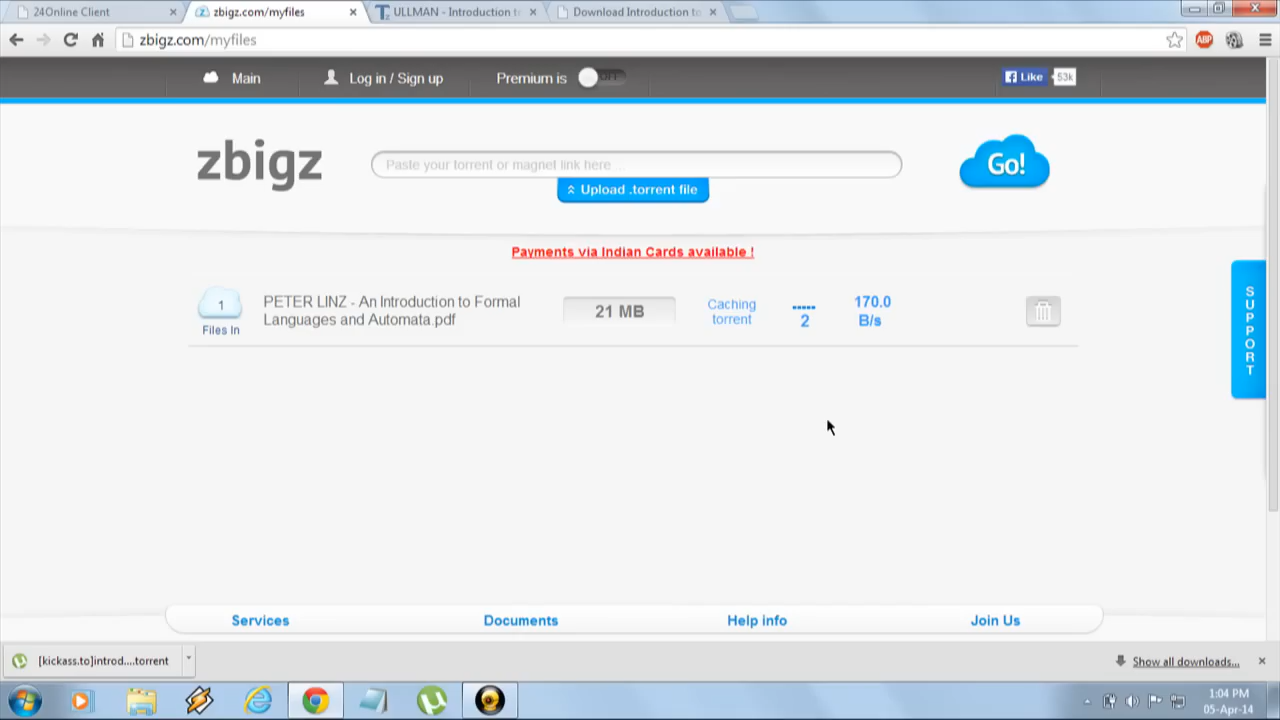 24Online Client
zbigz.com/myfiles
ULLMAN - Introduction t
Download Introduction to
zbigz.com/myfiles
ABP
Main
Log in / Sign up
Premium is
OFF
Like
53k
zbigz
Paste your torrent or magnet link here ...
Go!
Upload .torrent file
Payments via Indian Cards available !
SUPPORT
1
Files In
PETER LINZ - An Introduction to Formal
Languages and Automata.pdf
21 MB
Caching
torrent
-----
2
170.0
B/s
Services
Documents
Help info
Join Us
[kickass.to]introd....torrent
Show all downloads...
1:04 PM
05-Apr-14